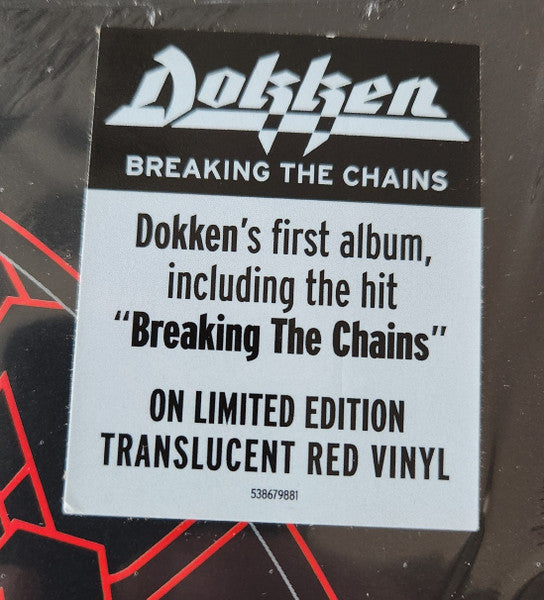 Dokken
BREAKING THE CHAINS
Dokken's first album,
including the hit
"Breaking The Chains"
ON LIMITED EDITION
TRANSLUCENT RED VINYL
538679881